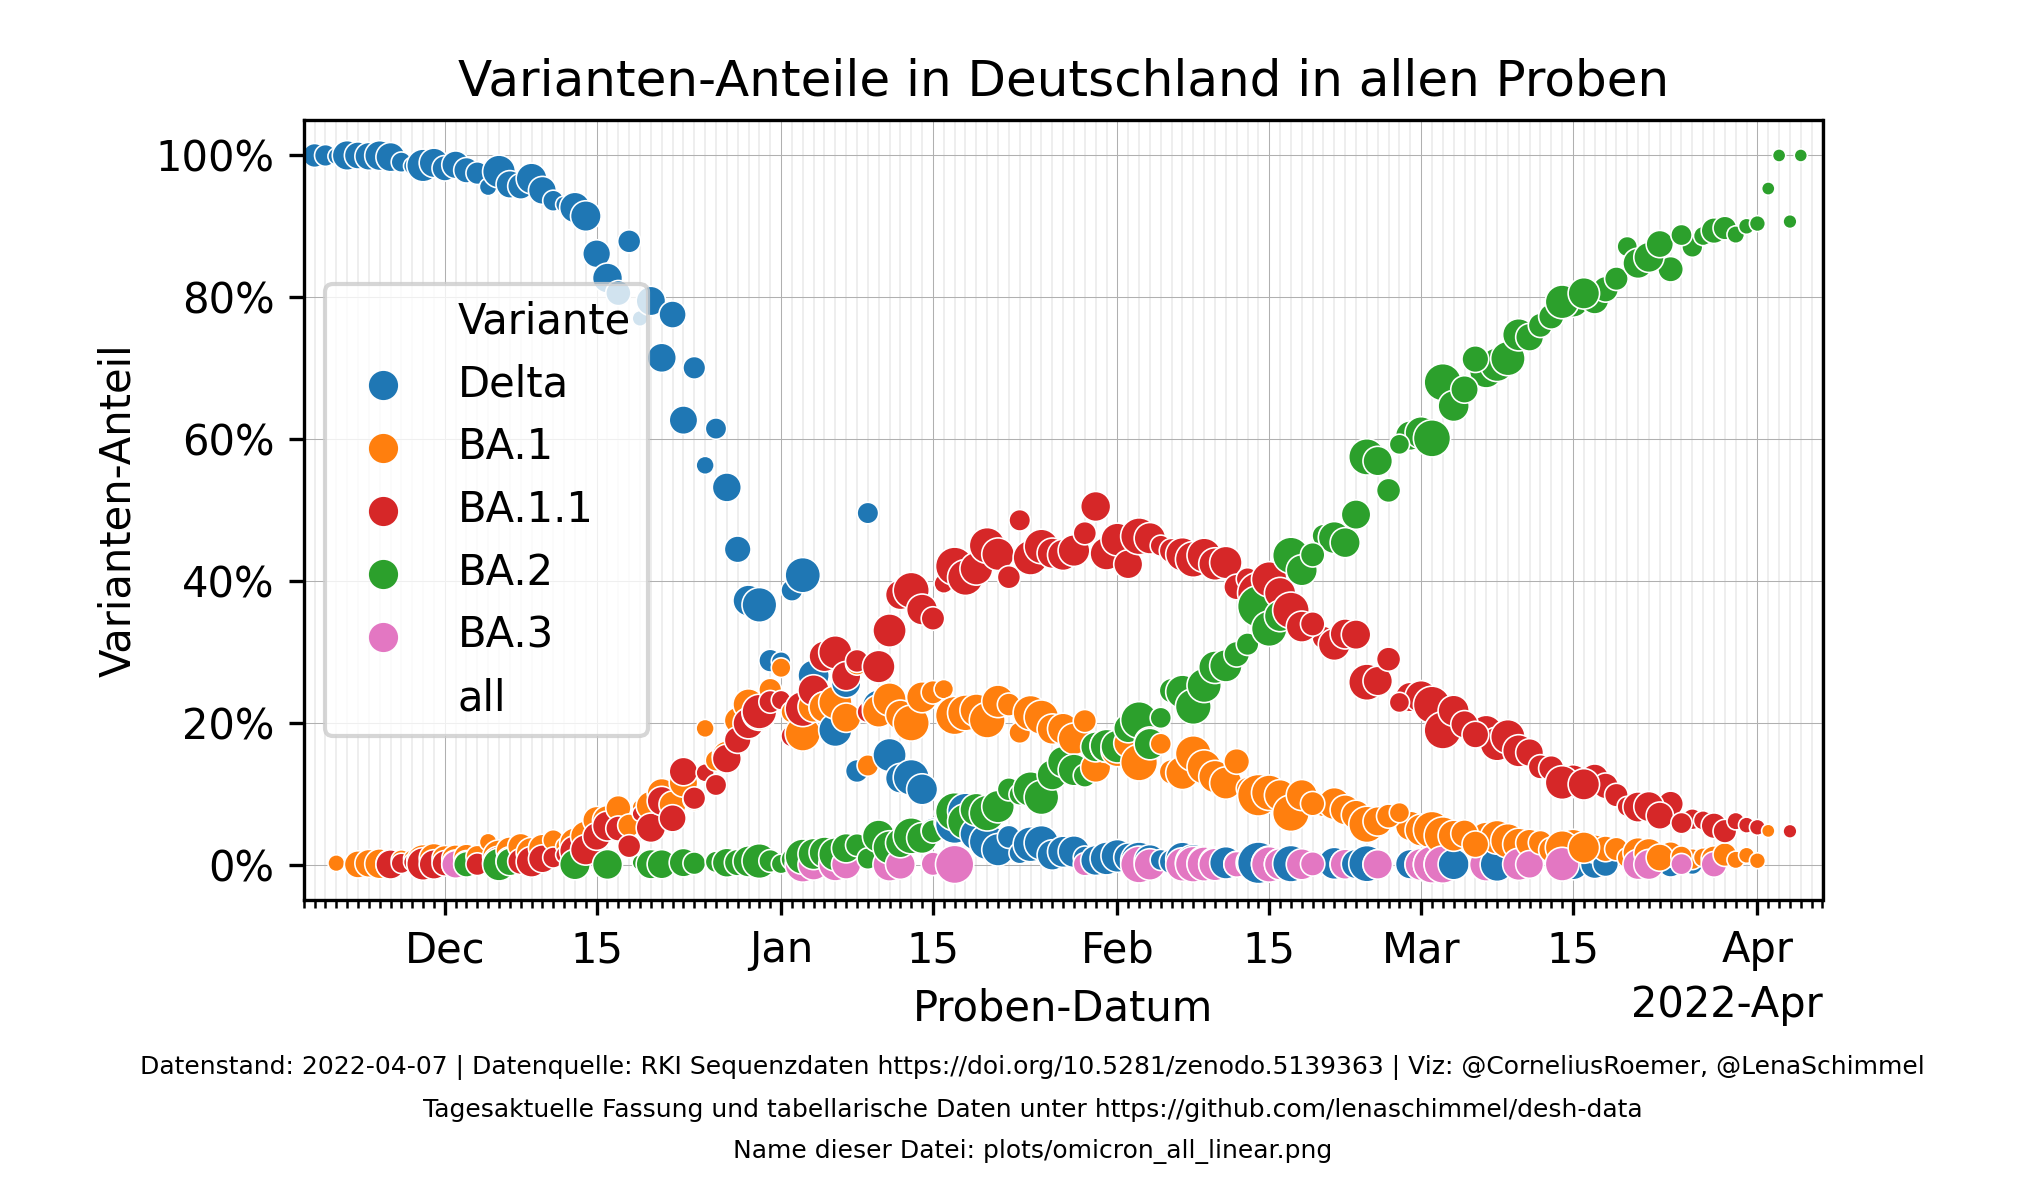 Varianten-Anteile in Deutschland in allen Proben
Varianten-Anteil
100%
80%
60%
40%
20%
0%
Variante
Delta
BA.1
BA.1.1
BA.2
BA.3
all
Dec
15
Jan
15
Feb
15
Mar
15
Apr
Proben-Datum
2022-Apr
Datenstand: 2022-04-07 | Datenquelle: RKI Sequenzdaten https://doi.org/10.5281/zenodo.5139363 | Viz: @CorneliusRoemer, @LenaSchimmel
Tagesaktuelle Fassung und tabellarische Daten unter https://github.com/lenaschimmel/desh-data
Name dieser Datei: plots/omicron_all_linear.png